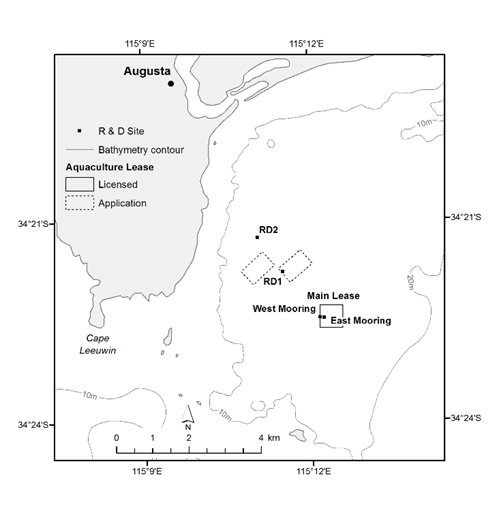 115°9'E
115°12'E
Augusta
R & D Site
Bathymetry contour
Aquaculture Lease
Licensed
Application
10m
34°21'S
34°21'S
RD2
RD1
20m
Main Lease
West Mooring
East Mooring
Cape
Leeuwin
10m
10m
N
34°24'S
34°24'S
0 1 2 4 km
115°9'E
115°12'E